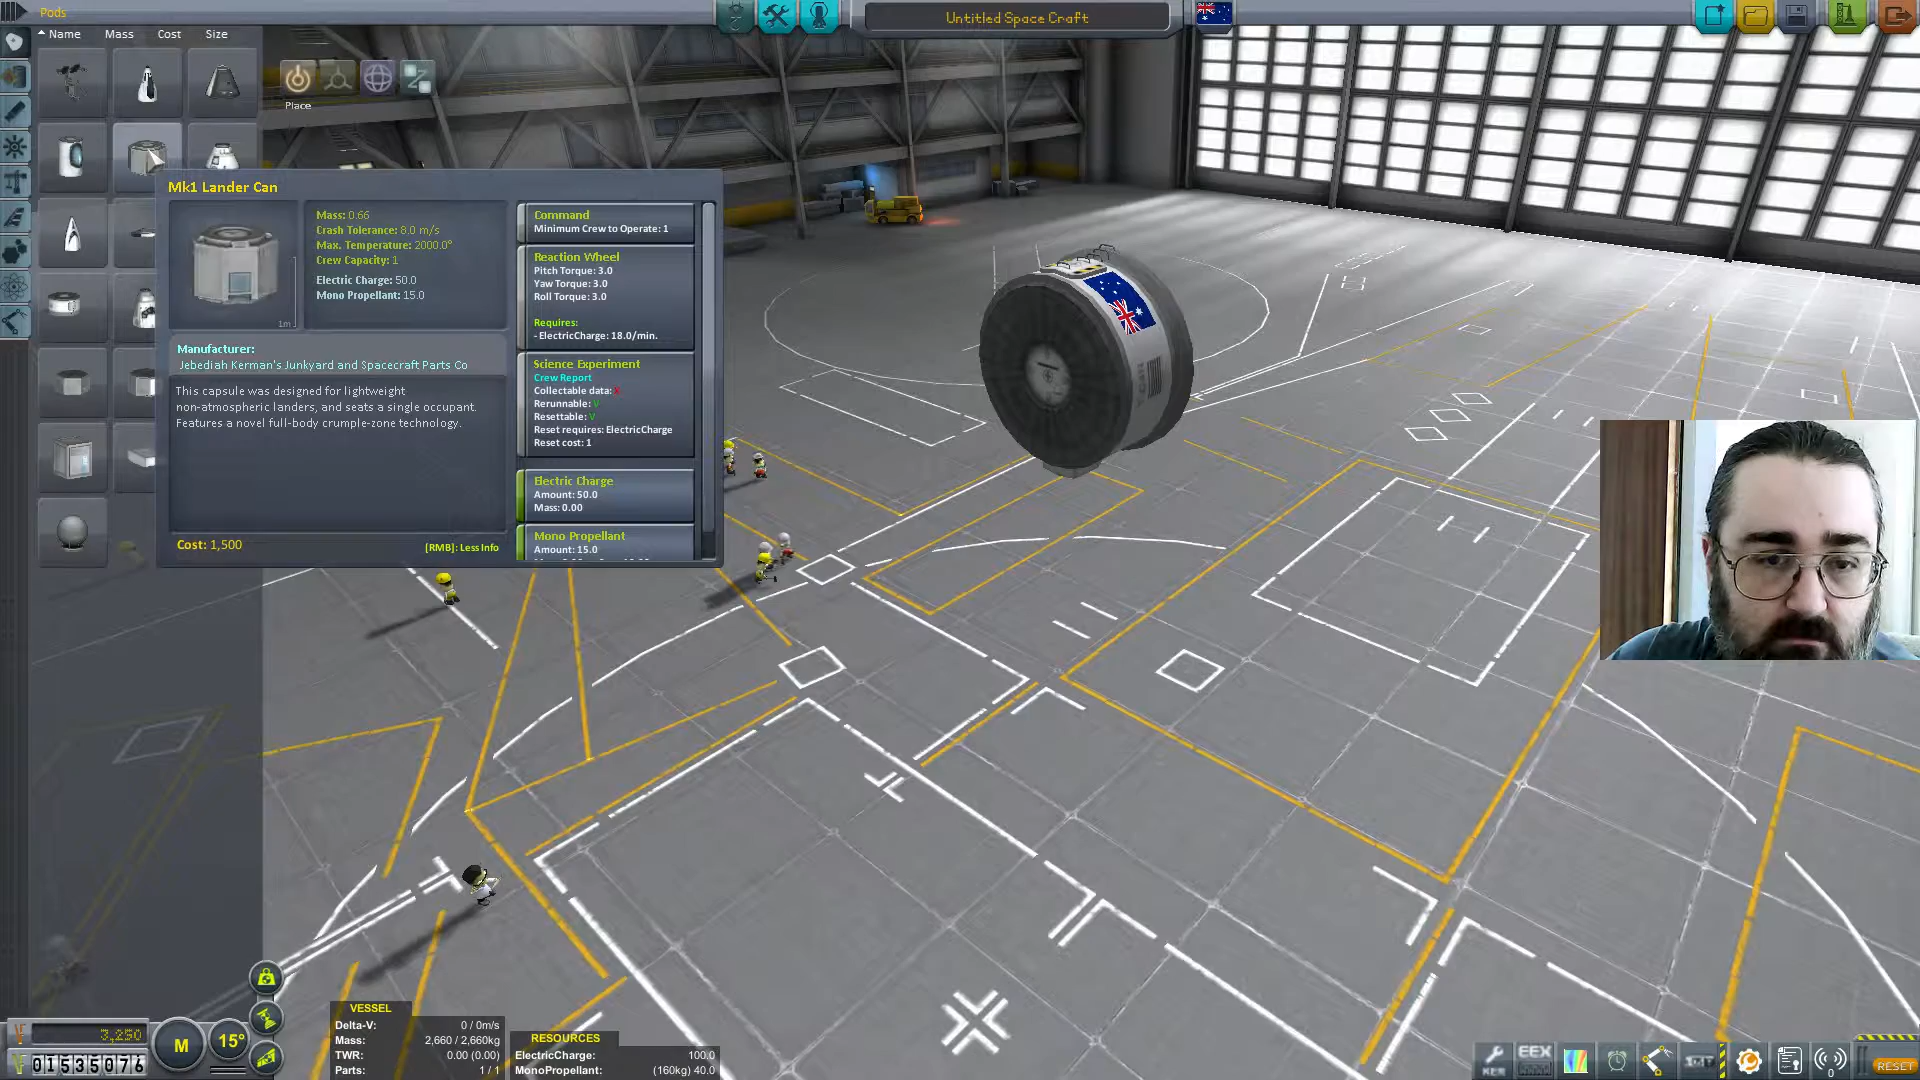 Pods
Untitled Space Craft
Name Mass Cost Size
Place
Mk1 Lander Can
Mass: 0.66
Crash Tolerance: 8.0 m/s
Max. Temperature: 2000.0°
Crew Capacity: 1
Electric Charge: 50.0
Mono Propellant: 15.0
1m
Manufacturer:
Jebediah Kerman's Junkyard and Spacecraft Parts Co
This capsule was designed for lightweight
non-atmospheric landers, and seats a single occupant.
Features a novel full-body crumple-zone technology.
Cost: 1,500
[RMB]: Less Info
Command
Minimum Crew to Operate: 1
Reaction Wheel
Pitch Torque: 3.0
Yaw Torque: 3.0
Roll Torque: 3.0
Requires:
- ElectricCharge: 18.0/min.
Science Experiment
Crew Report
Collectable data: X
Rerunnable: V
Resettable: V
Reset requires: ElectricCharge
Reset cost: 1
Electric Charge
Amount: 50.0
Mass: 0.00
Mono Propellant
Amount: 15.0
3,250
01535076
M
15°
VESSEL
Delta-V: 0 / 0m/s
Mass: 2,660 / 2,660kg
TWR: 0.00 (0.00)
Parts: 1 / 1
RESOURCES
ElectricCharge: 100.0
MonoPropellant: (160kg) 40.0
KER
EEX
0
RESET